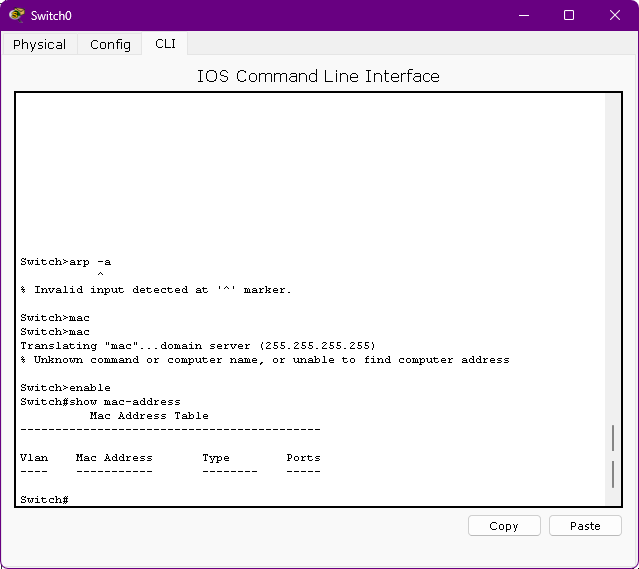 Switch0
Physical Config CLI
IOS Command Line Interface
Switch>arp -a
^
% Invalid input detected at '^' marker.
Switch>mac
Switch>mac
Translating "mac"...domain server (255.255.255.255)
% Unknown command or computer name, or unable to find computer address
Switch>enable
Switch#show mac-address
Mac Address Table
-------------------------------------------
Vlan    Mac Address       Type        Ports
----    -----------       --------    -----
Switch#
Copy Paste